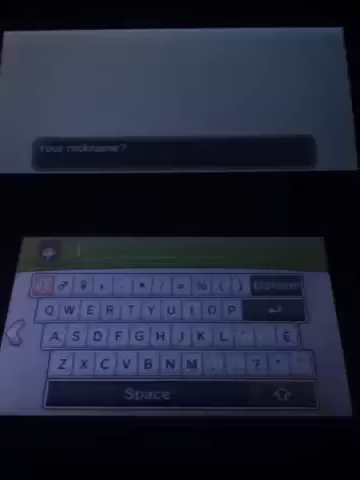 Your nickname?
♂ ♀ , - * / = % ( )
Q W E R T Y U I O P
A S D F G H J K L É
Z X C V B N M ?
Space